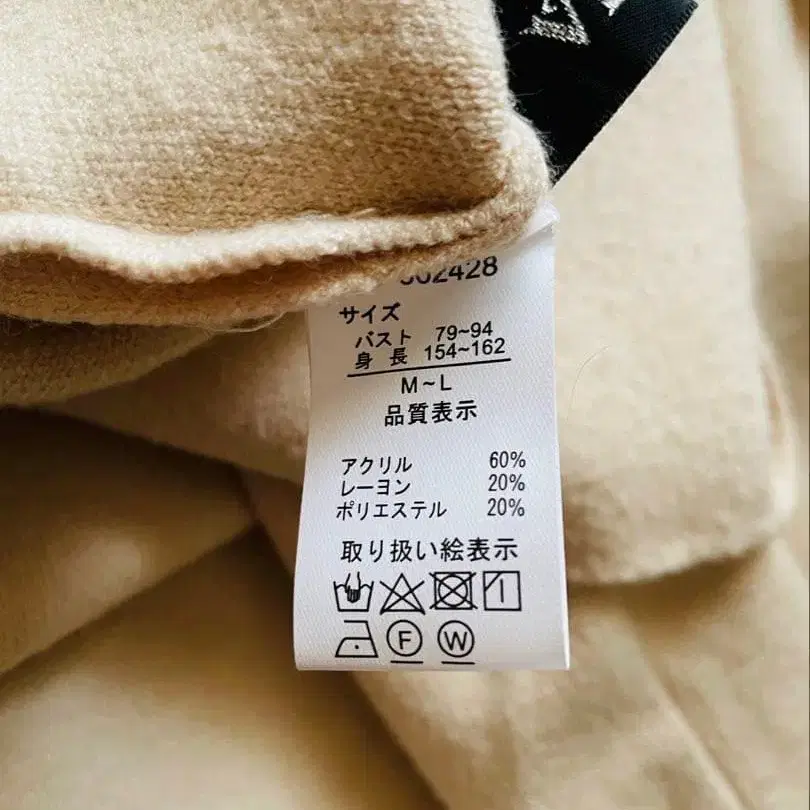 サイズ
バスト 79~94
身長 154~162
M~L
品質表示
アクリル 60%
レーヨン 20%
ポリエステル 20%
取り扱い絵表示
F W